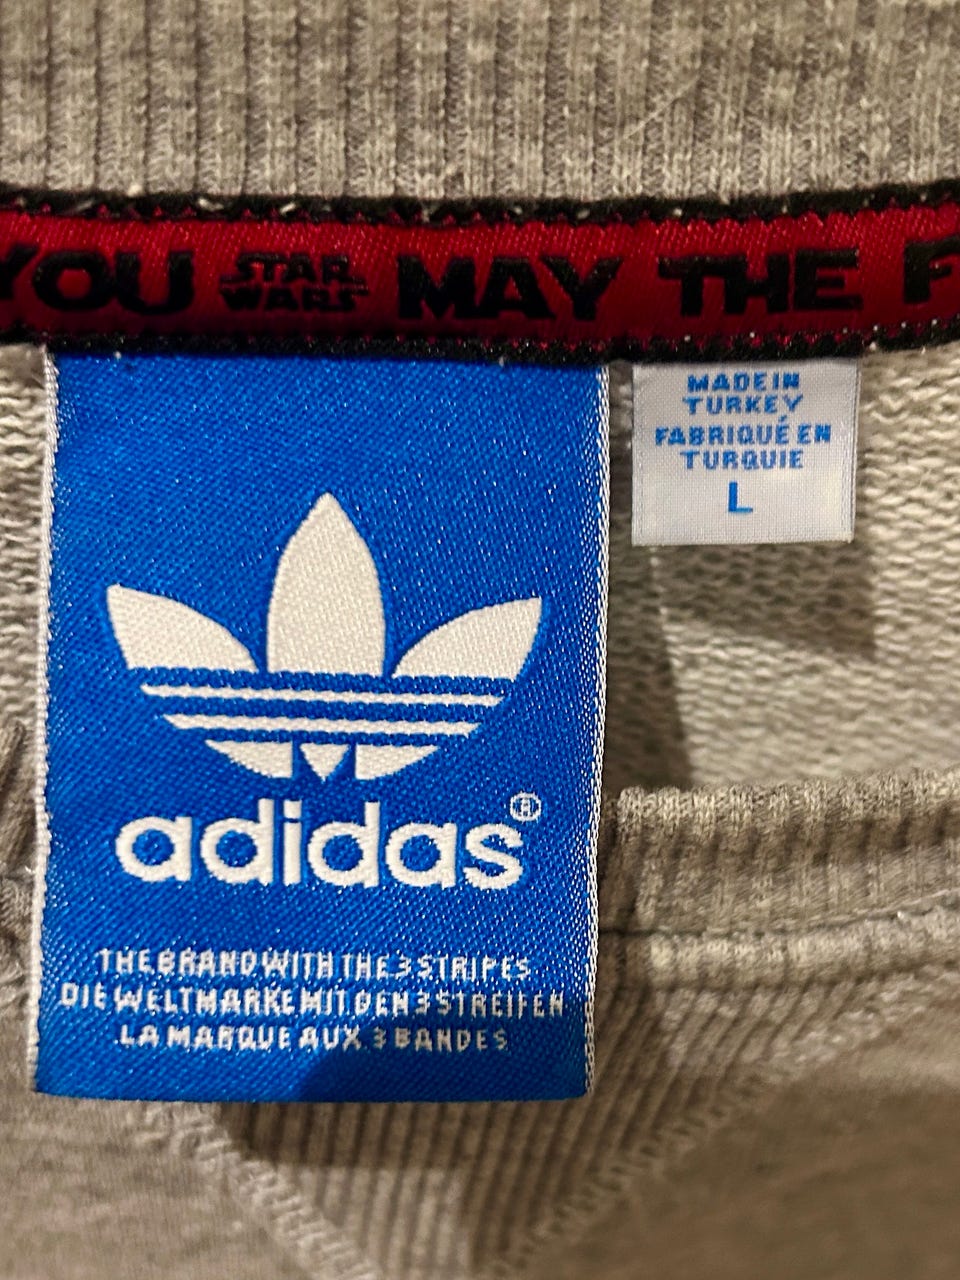 YOU STAR WARS MAY THE F
MADE IN
TURKEY
FABRIQUÉ EN
TURQUIE
L
adidas®
THE BRAND WITH THE 3 STRIPES
DIE WELTMARKE MIT DEN 3 STREIFEN
LA MARQUE AUX 3 BANDES